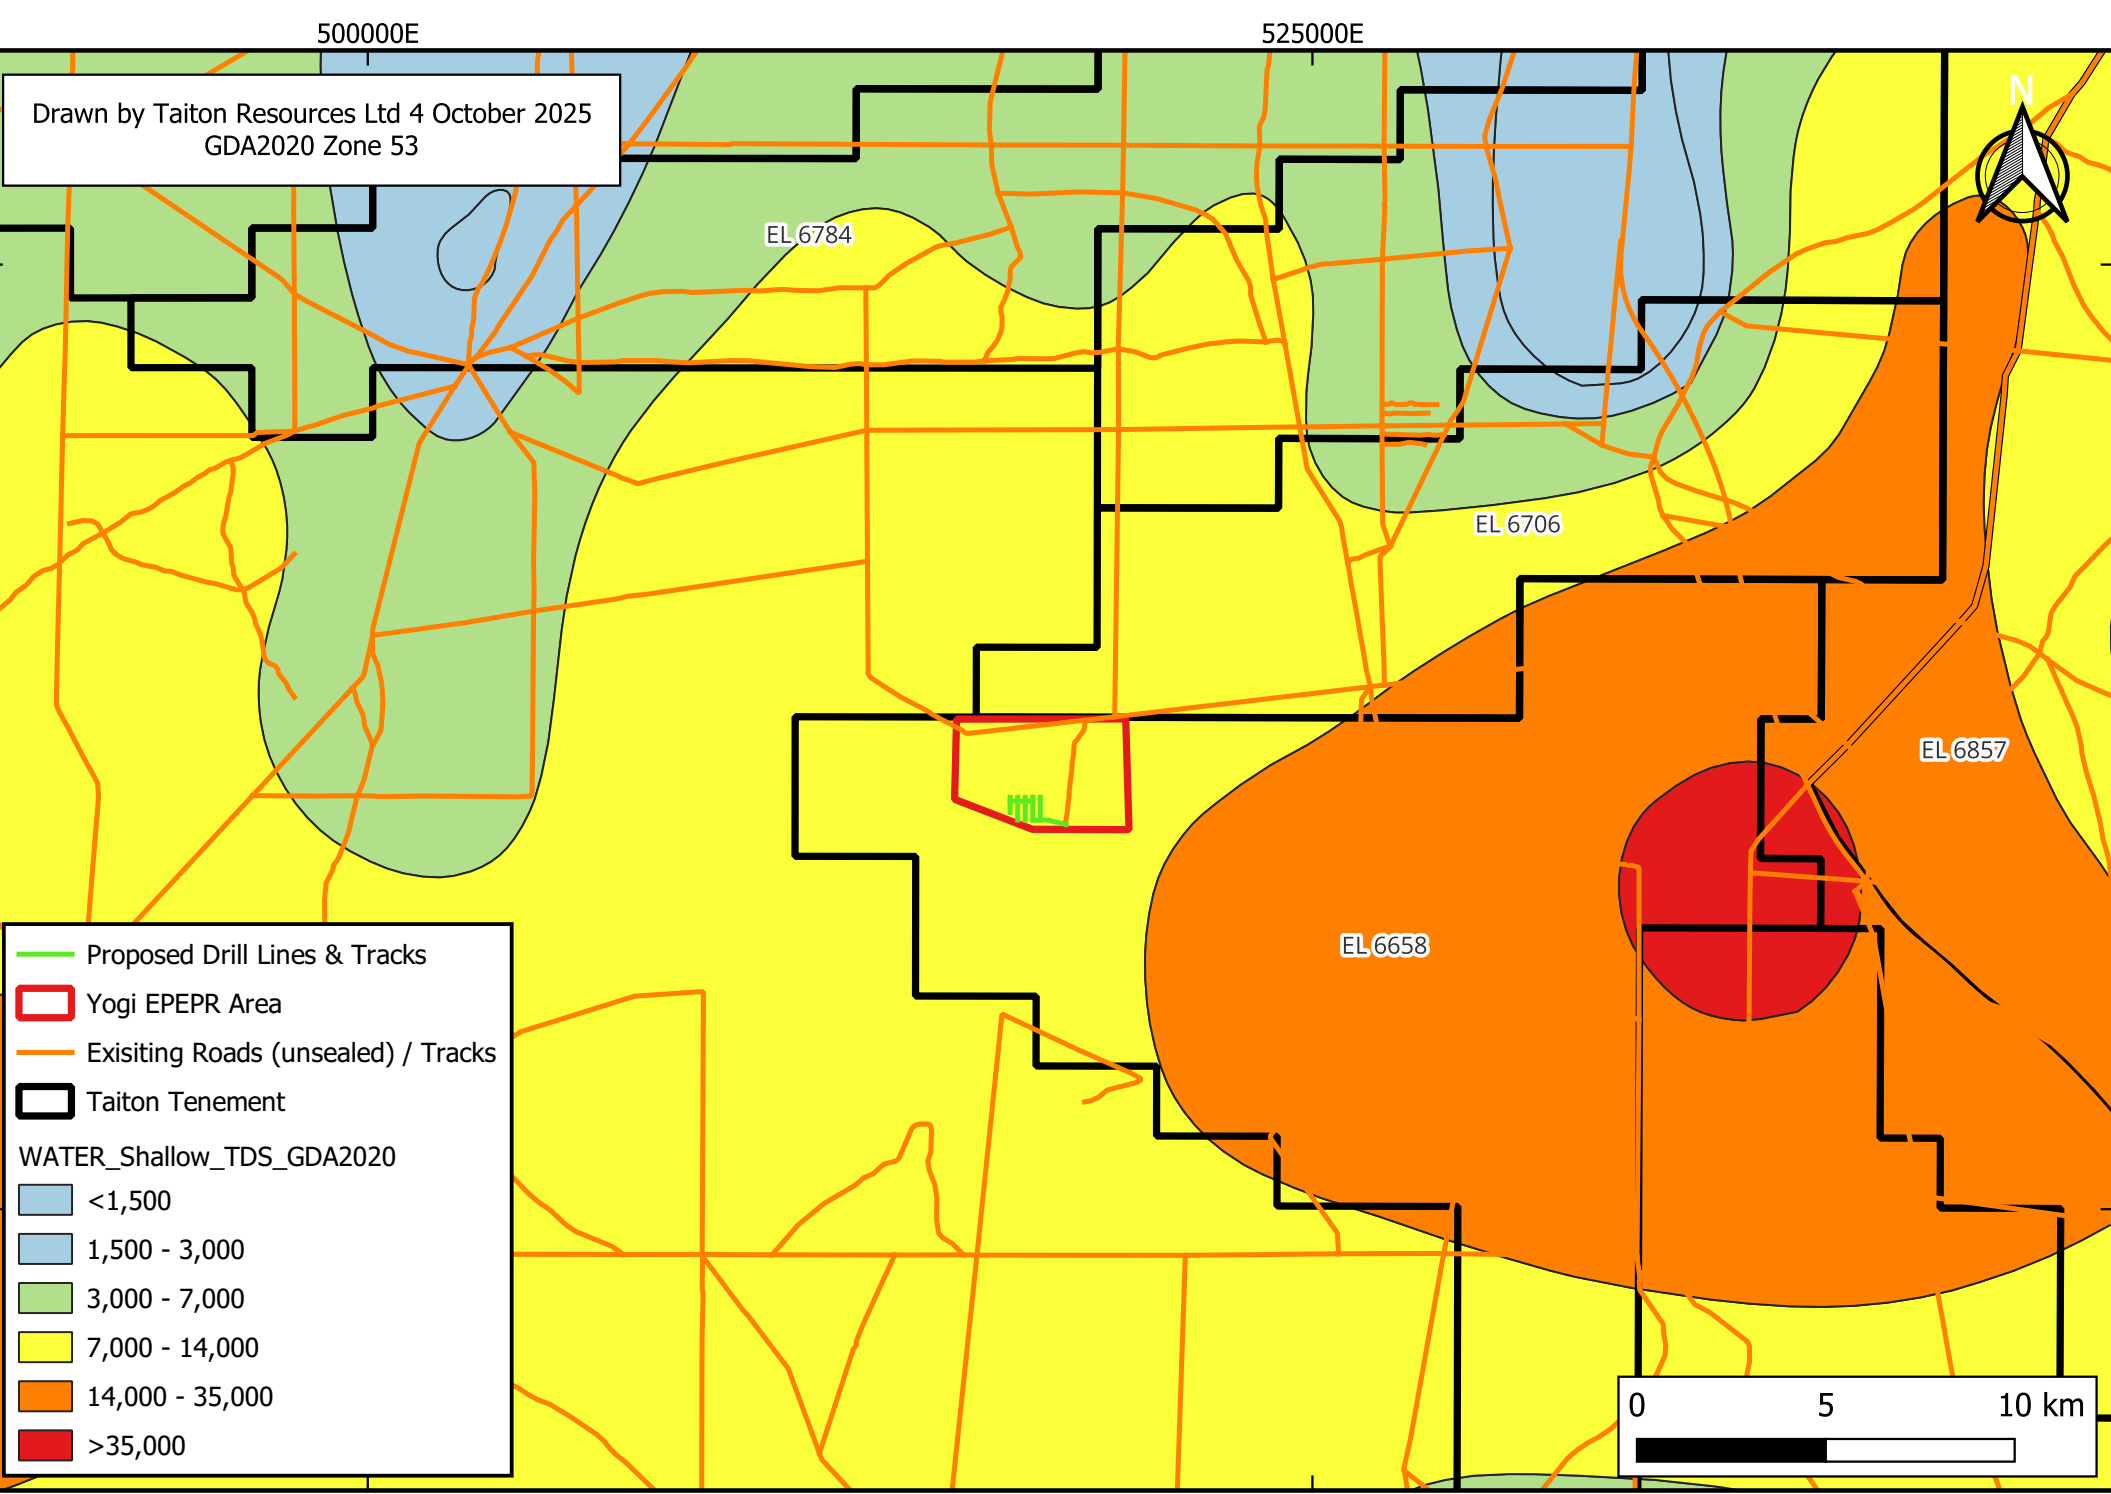 500000E
525000E
Drawn by Taiton Resources Ltd 4 October 2025
GDA2020 Zone 53
N
EL 6784
EL 6706
EL 6857
EL 6658
Proposed Drill Lines & Tracks
Yogi EPEPR Area
Exisiting Roads (unsealed) / Tracks
Taiton Tenement
WATER_Shallow_TDS_GDA2020
<1,500
1,500 - 3,000
3,000 - 7,000
7,000 - 14,000
14,000 - 35,000
>35,000
0 5 10 km